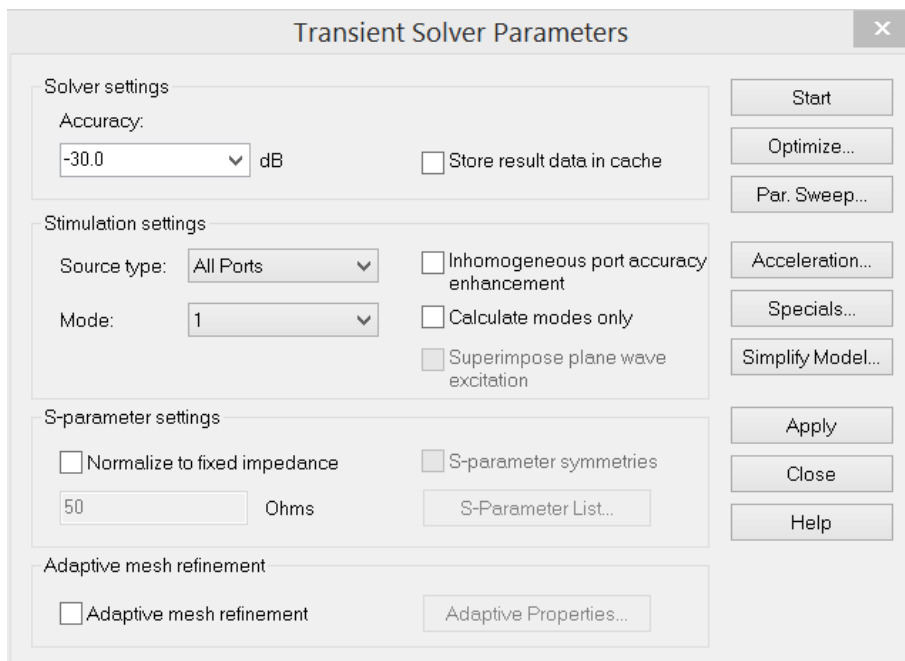 Transient Solver Parameters
Solver settings
Accuracy:
-30.0 dB
Store result data in cache
Stimulation settings
Source type: All Ports
Inhomogeneous port accuracy
enhancement
Mode: 1
Calculate modes only
Superimpose plane wave
excitation
S-parameter settings
Normalize to fixed impedance
S-parameter symmetries
50 Ohms
S-Parameter List...
Adaptive mesh refinement
Adaptive mesh refinement
Adaptive Properties...
Start
Optimize...
Par. Sweep...
Acceleration...
Specials...
Simplify Model...
Apply
Close
Help